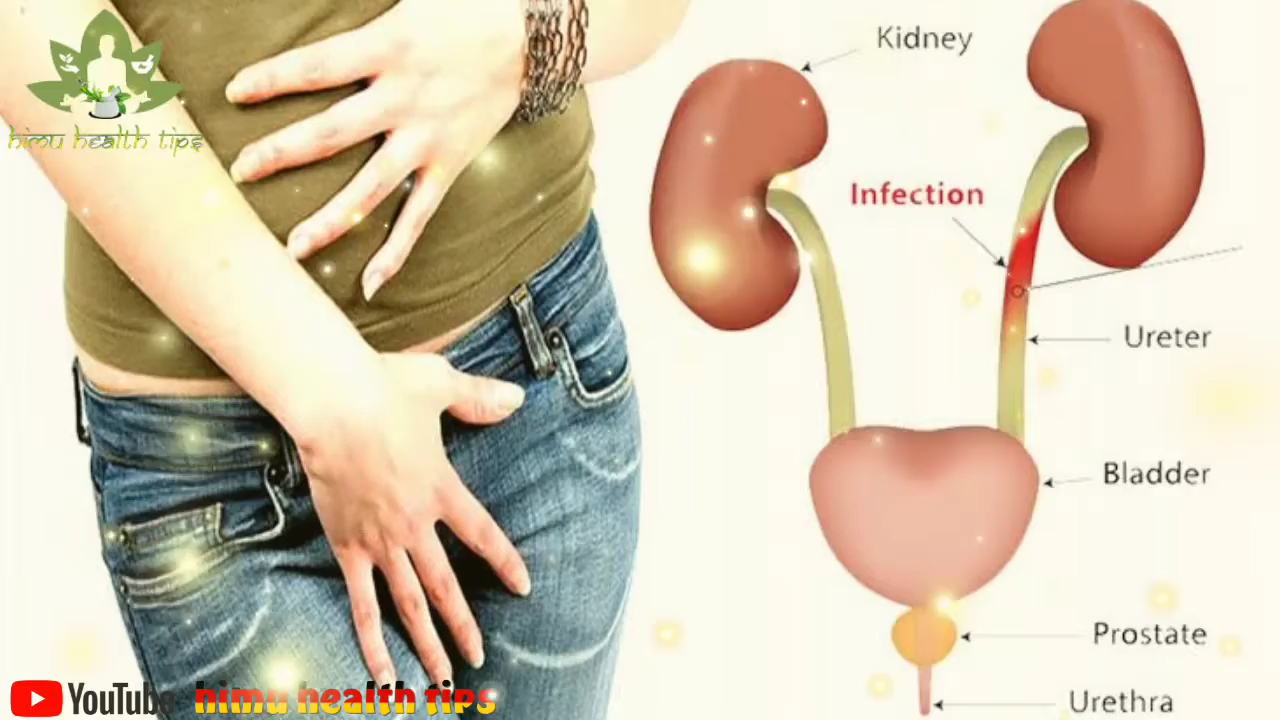 himu health tips
Kidney
Infection
Ureter
Bladder
Prostate
Urethra
YouTube himu health tips